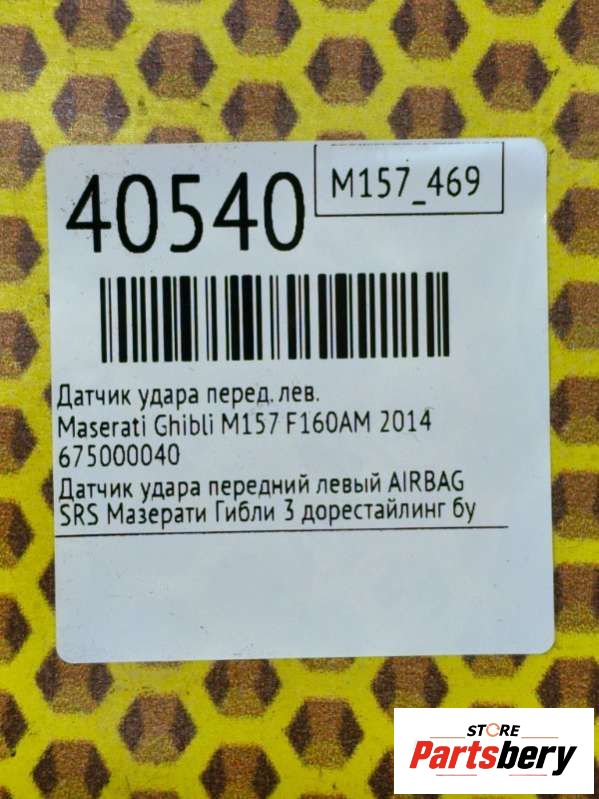 40540
M157_469
Датчик удара перед. лев.
Maserati Ghibli M157 F160AM 2014
675000040
Датчик удара передний левый AIRBAG
SRS Мазерати Гибли 3 дорестайлинг бу
STORE
Partsbery